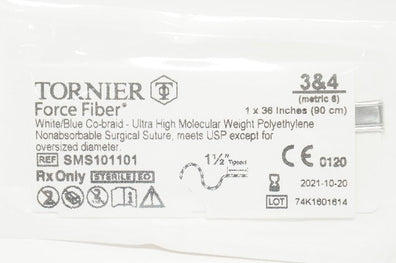 TORNIER
Force Fiber®
3&4
(metric 6)
1 x 36 Inches (90 cm)
White/Blue Co-braid - Ultra High Molecular Weight Polyethylene
Nonabsorbable Surgical Suture, meets USP except for
oversized diameter.
REF SMS101101
Rx Only STERILE EO
1½" Tapered
CE 0120
2021-10-20
LOT 74K1601614